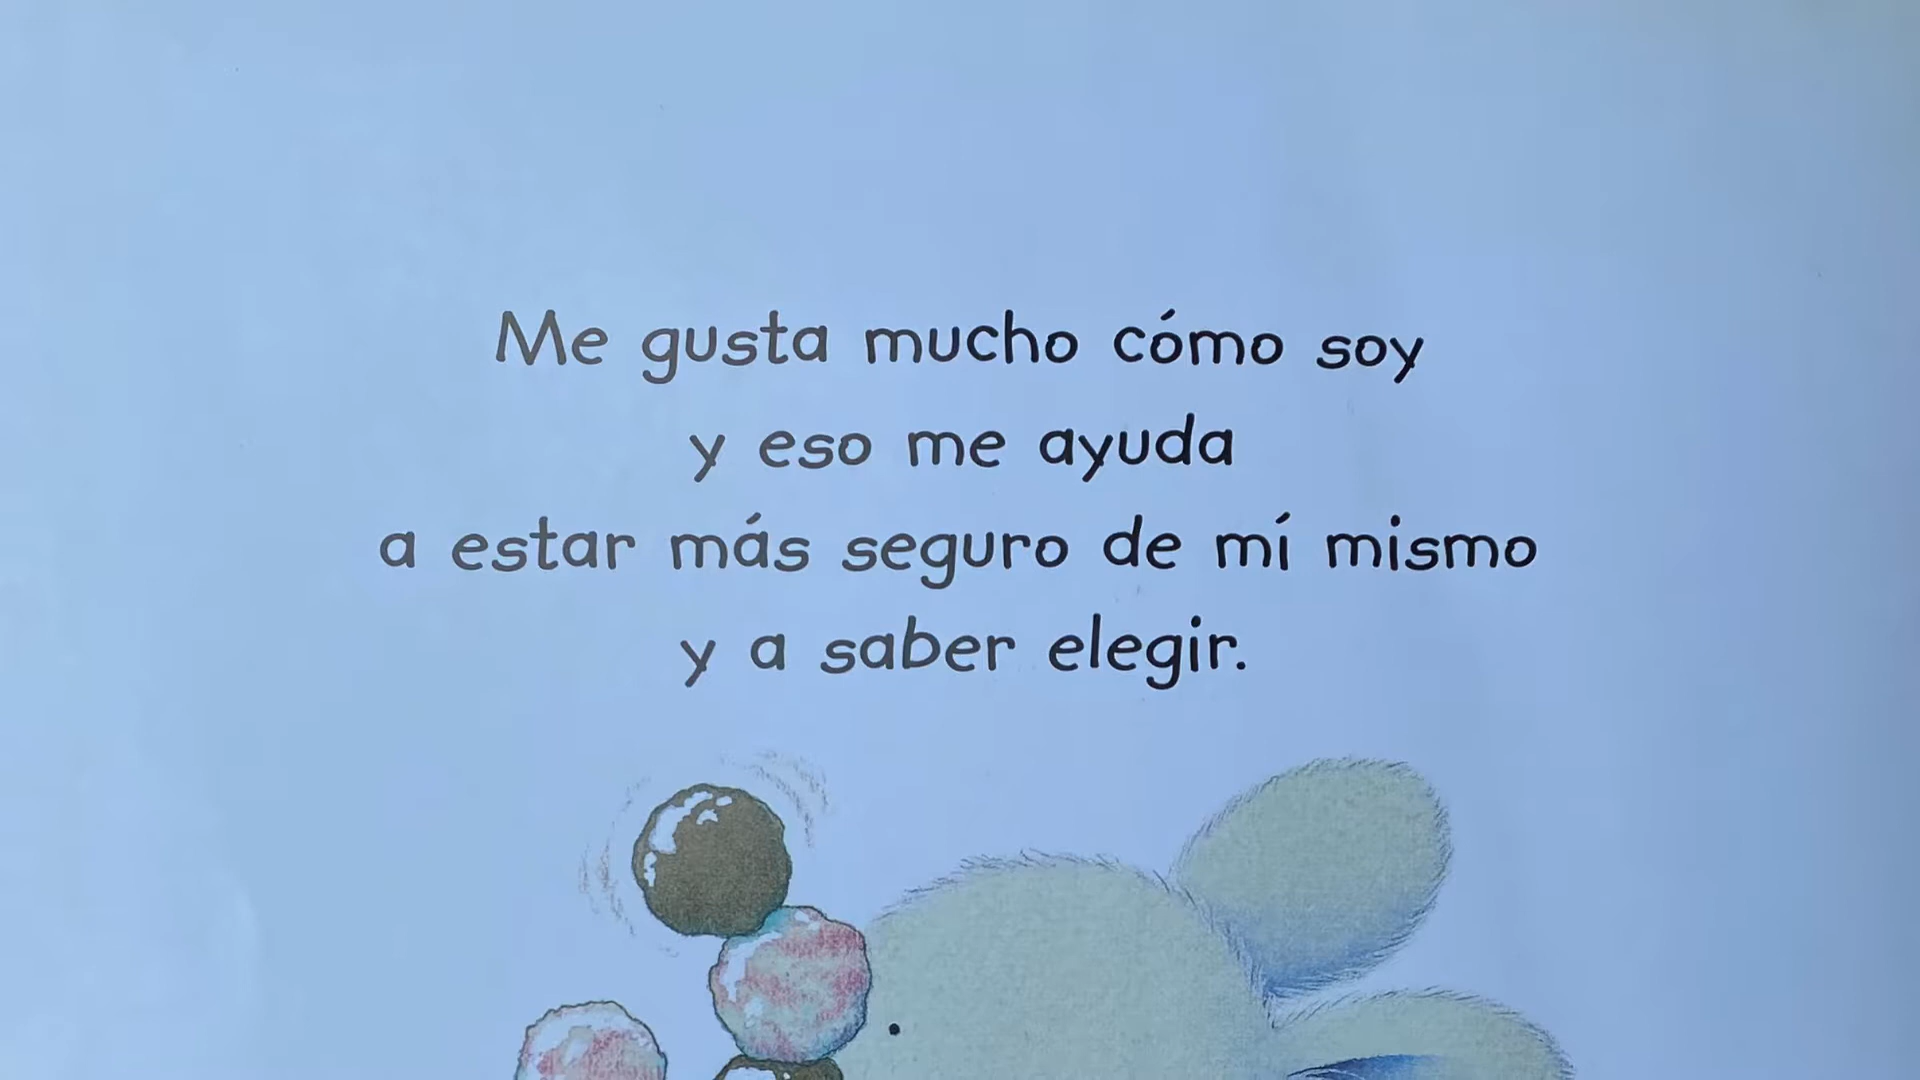 Me gusta mucho cómo soy
y eso me ayuda
a estar más seguro de mí mismo
y a saber elegir.